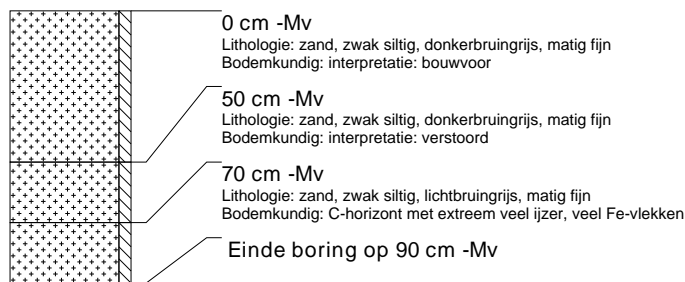 0 cm -Mv
Lithologie: zand, zwak siltig, donkerbruingrijs, matig fijn
Bodemkundig: interpretatie: bouwvoor
50 cm -Mv
Lithologie: zand, zwak siltig, donkerbruingrijs, matig fijn
Bodemkundig: interpretatie: verstoord
70 cm -Mv
Lithologie: zand, zwak siltig, lichtbruingrijs, matig fijn
Bodemkundig: C-horizont met extreem veel ijzer, veel Fe-vlekken
Einde boring op 90 cm -Mv